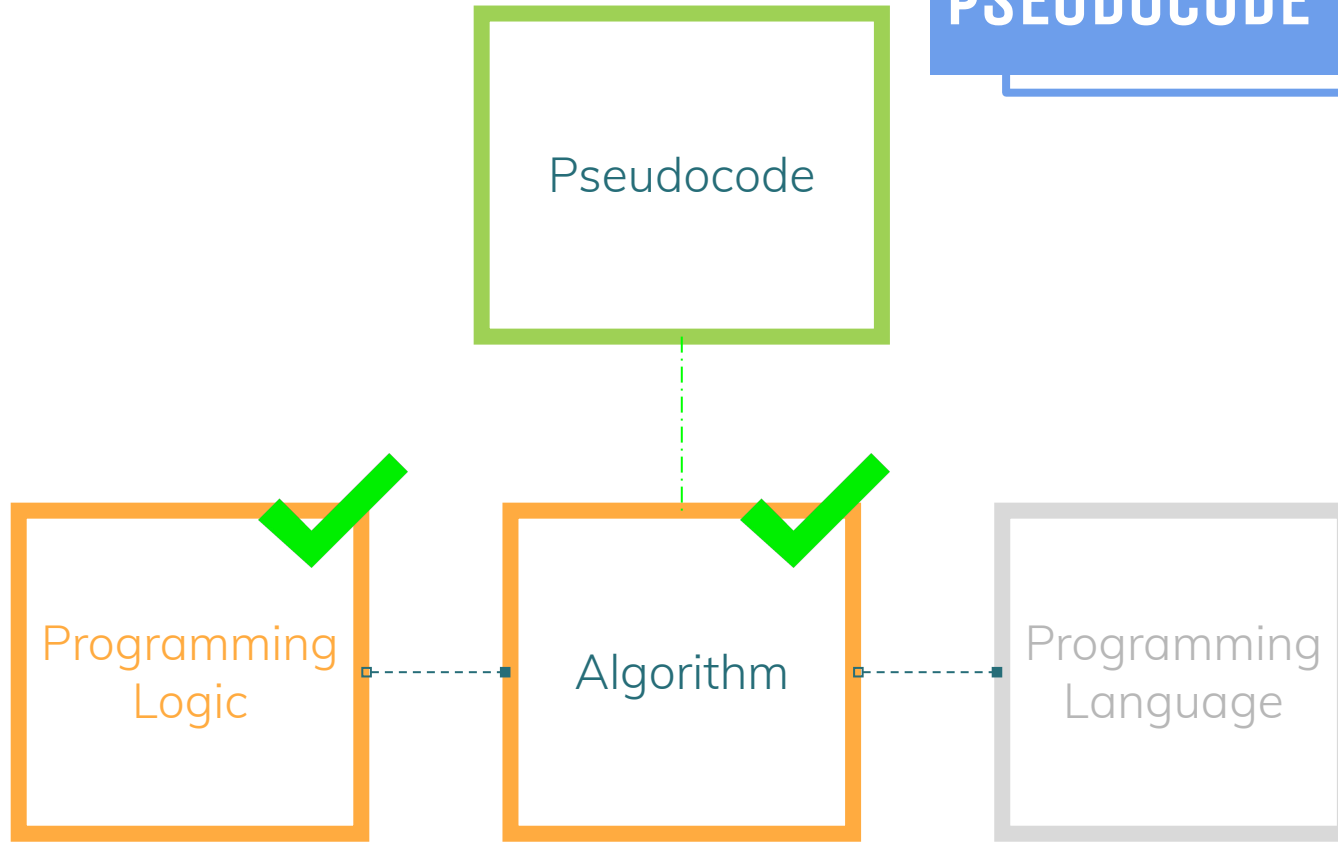 PSEUDOCODE
Pseudocode
Programming
Logic
Algorithm
Programming
Language